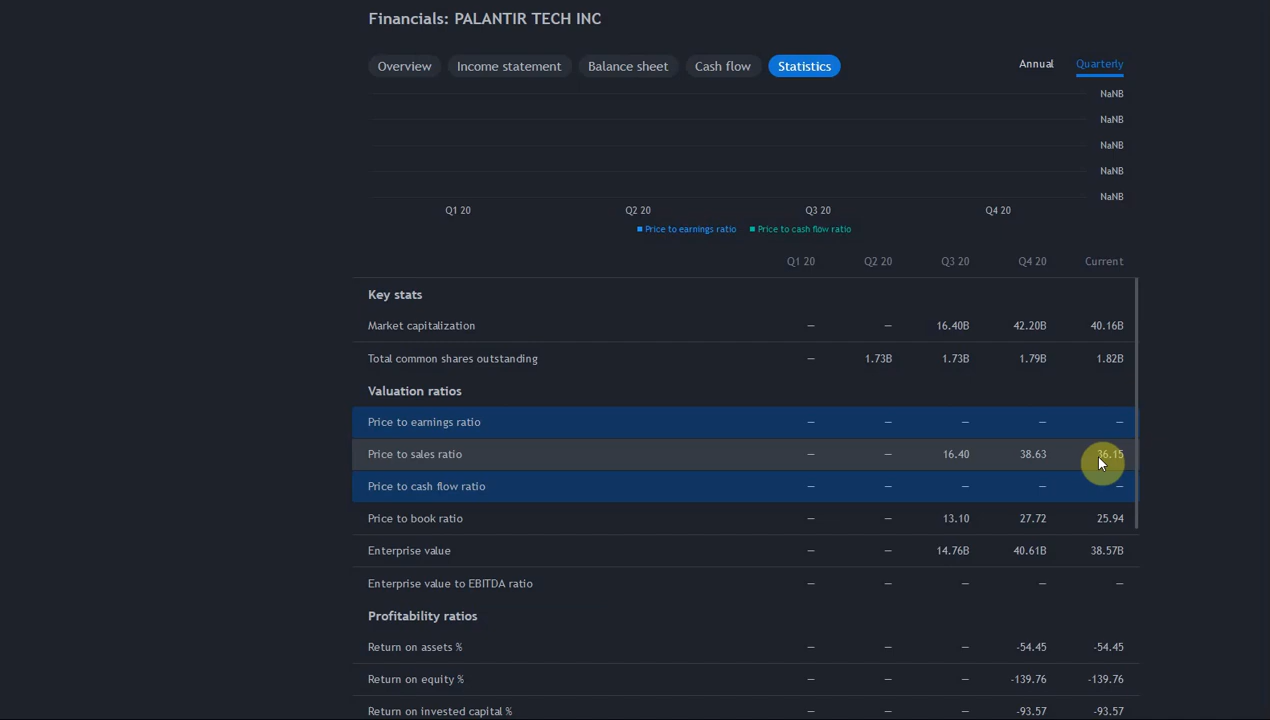 Financials: PALANTIR TECH INC
Overview Income statement Balance sheet Cash flow Statistics Annual Quarterly
NaNB
NaNB
NaNB
NaNB
NaNB
Q1 20 Q2 20 Q3 20 Q4 20
Price to earnings ratio Price to cash flow ratio
Q1 20 Q2 20 Q3 20 Q4 20 Current
Key stats
Market capitalization — — 16.40B 42.20B 40.16B
Total common shares outstanding — 1.73B 1.73B 1.79B 1.82B
Valuation ratios
Price to earnings ratio — — — — —
Price to sales ratio — — 16.40 38.63 36.15
Price to cash flow ratio — — — — —
Price to book ratio — — 13.10 27.72 25.94
Enterprise value — — 14.76B 40.61B 38.57B
Enterprise value to EBITDA ratio — — — — —
Profitability ratios
Return on assets % — — — -54.45 -54.45
Return on equity % — — — -139.76 -139.76
Return on invested capital % — — — -93.57 -93.57